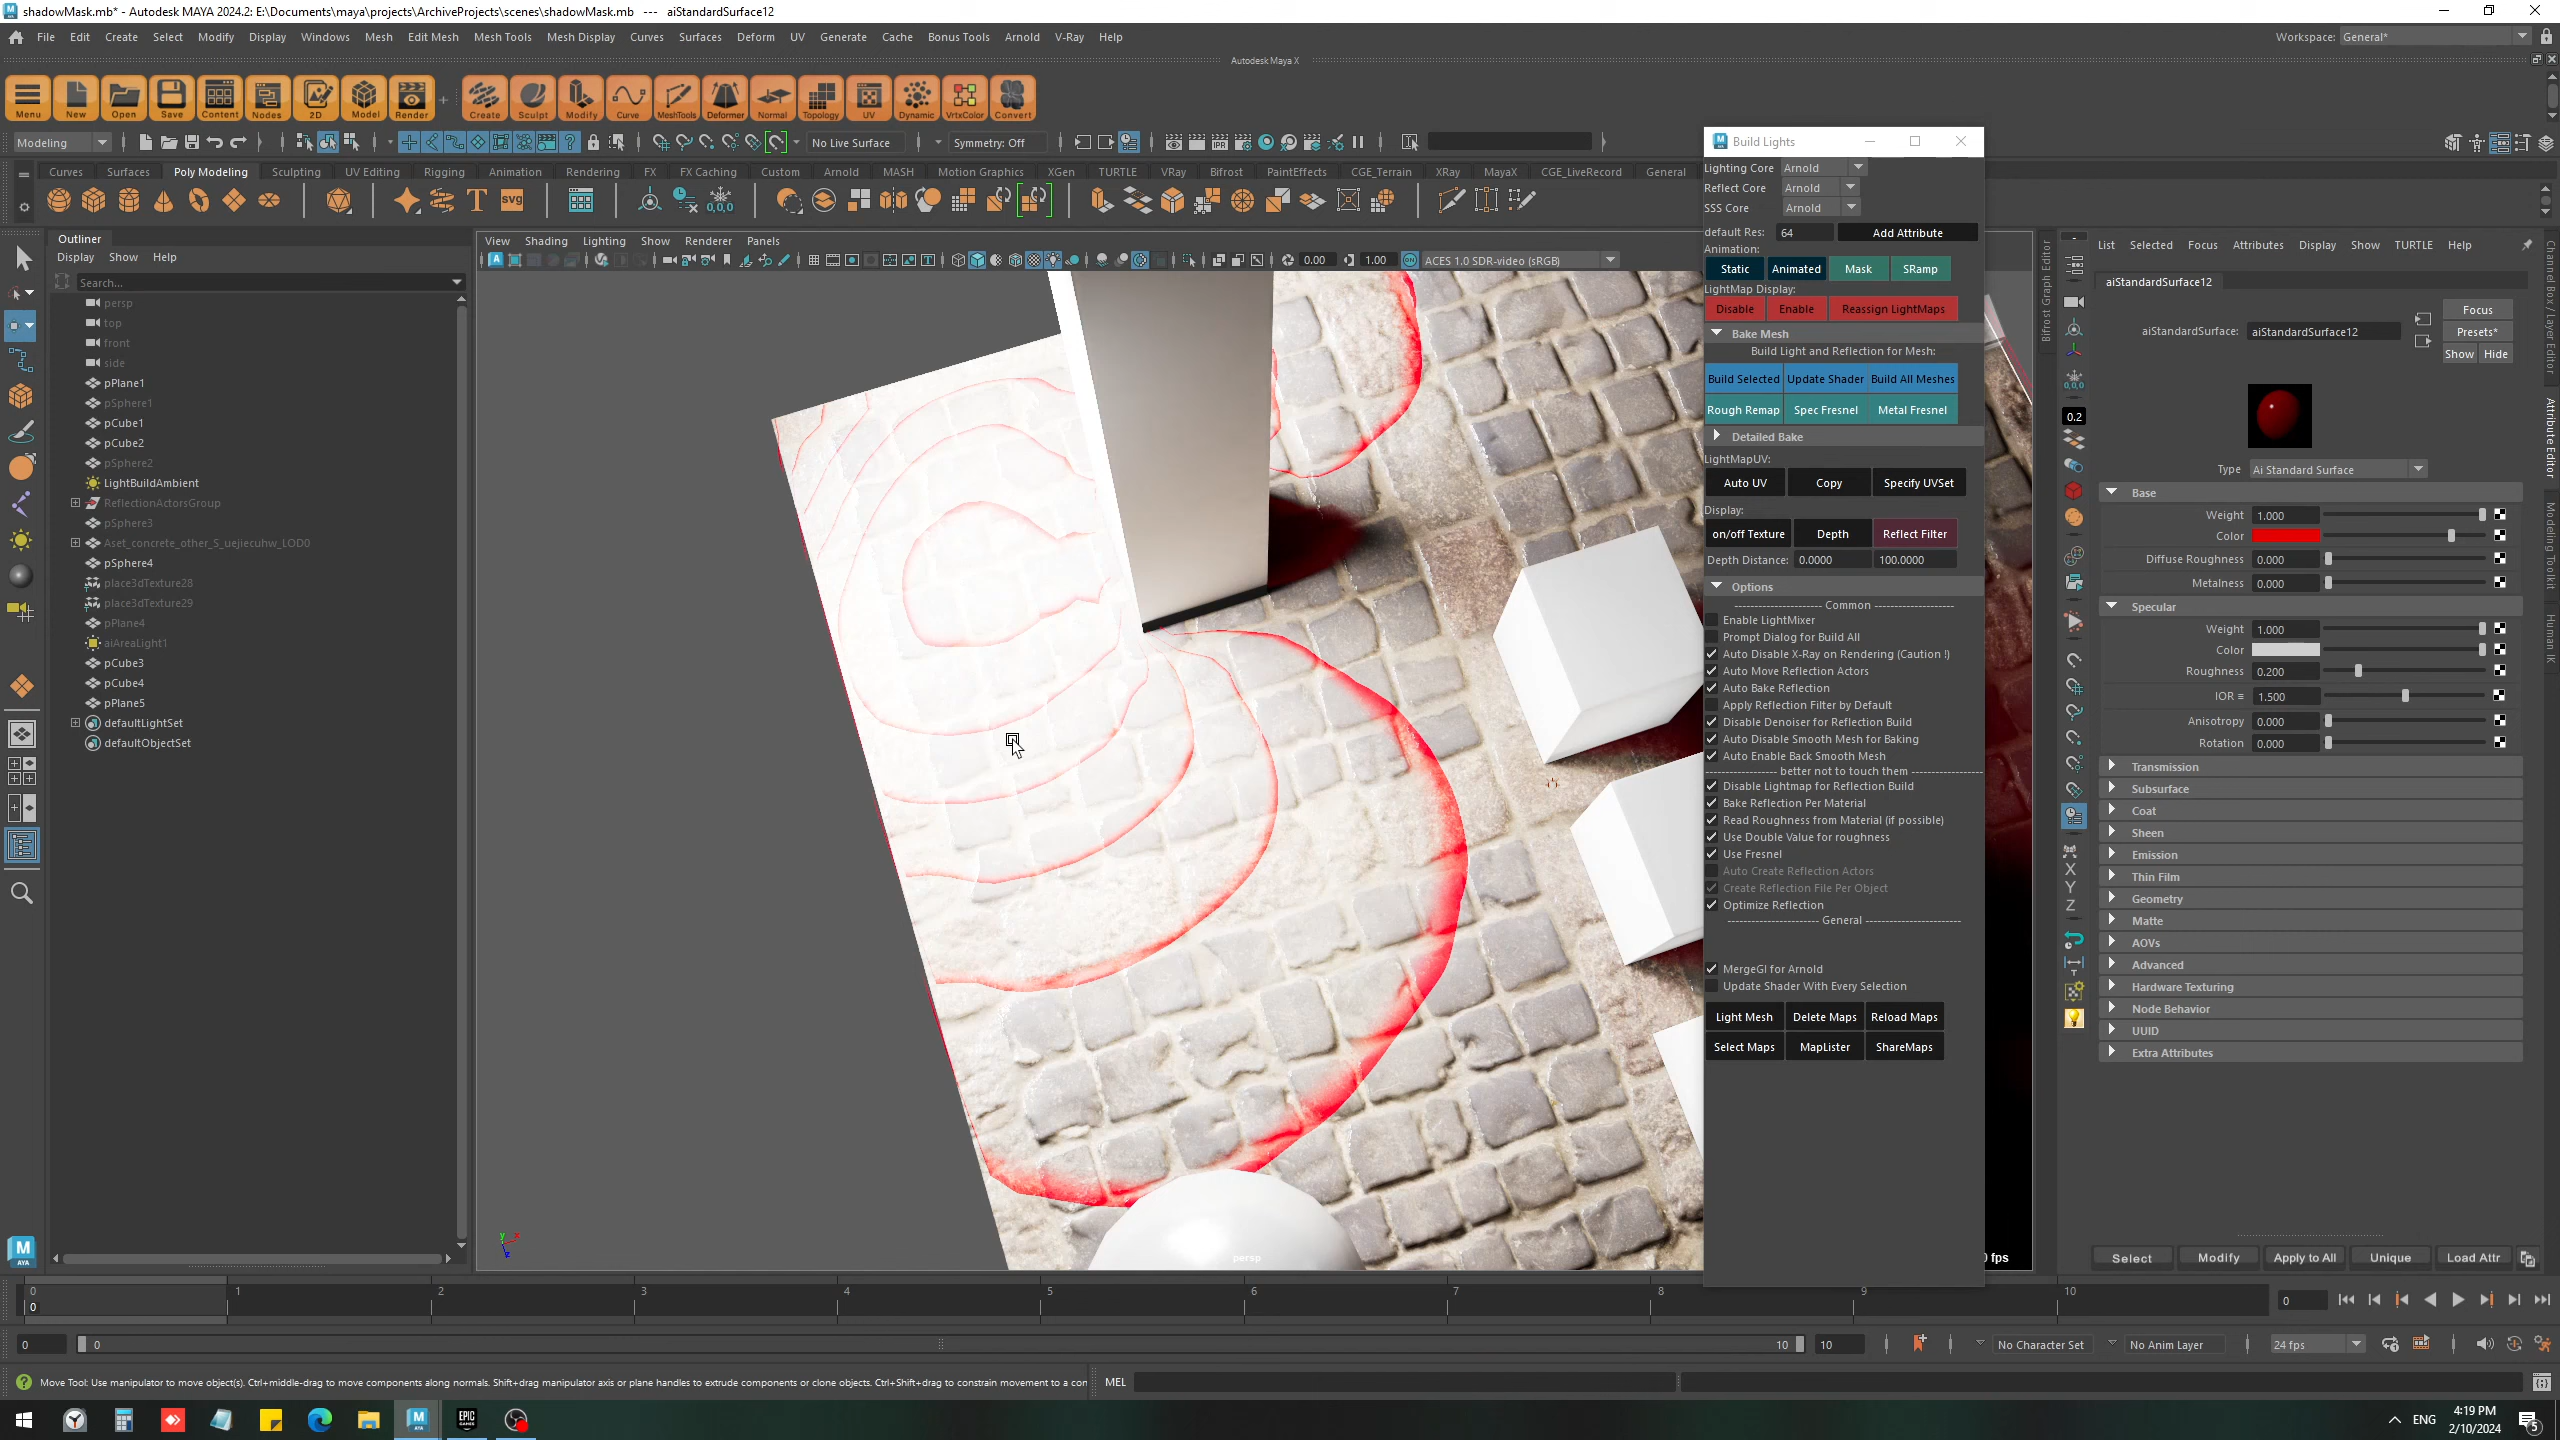 shadowMask.mb* - Autodesk MAYA 2024.2: E:\Documents\maya\projects\ArchiveProjects\scenes\shadowMask.mb --- aiStandardSurface12
File Edit Create Select Modify Display Windows Mesh Edit Mesh Mesh Tools Mesh Display Curves Surfaces Deform UV Generate Cache Bonus Tools Arnold V-Ray Help
Workspace: General*
Autodesk Maya X
Menu New Open Save Content Nodes 2D Model Render Create Sculpt Modify Curve MeshTools Deformer Normal Topology UV Dynamic VrtxColor Convert
Modeling No Live Surface Symmetry: Off
Curves Surfaces Poly Modeling Sculpting UV Editing Rigging Animation Rendering FX FX Caching Custom Arnold MASH Motion Graphics XGen TURTLE VRay Bifrost PaintEffects CGE_Terrain XRay MayaX CGE_LiveRecord General
Outliner
Display Show Help
Search...
persp
top
front
side
pPlane1
pSphere1
pCube1
pCube2
pSphere2
LightBuildAmbient
ReflectionActorsGroup
pSphere3
Aset_concrete_other_S_uejiecuhw_LOD0
pSphere4
place3dTexture28
place3dTexture29
pPlane4
aiAreaLight1
pCube3
pCube4
pPlane5
defaultLightSet
defaultObjectSet
View Shading Lighting Show Renderer Panels
0.00 1.00 ACES 1.0 SDR-video (sRGB)
persp
0 fps
Build Lights
Lighting Core Arnold
Reflect Core Arnold
SSS Core Arnold
default Res: 64 Add Attribute
Animation:
Static Animated Mask SRamp
LightMap Display:
Disable Enable Reassign LightMaps
Bake Mesh
Build Light and Reflection for Mesh:
Build Selected Update Shader Build All Meshes
Rough Remap Spec Fresnel Metal Fresnel
Detailed Bake
LightMapUV:
Auto UV Copy Specify UVSet
Display:
on/off Texture Depth Reflect Filter
Depth Distance: 0.0000 100.0000
Options
---------------------- Common --------------------
Enable LightMixer
Prompt Dialog for Build All
Auto Disable X-Ray on Rendering (Caution !)
Auto Move Reflection Actors
Auto Bake Reflection
Apply Reflection Filter by Default
Disable Denoiser for Reflection Build
Auto Disable Smooth Mesh for Baking
Auto Enable Back Smooth Mesh
------------------ better not to touch them ------------------
Disable Lightmap for Reflection Build
Bake Reflection Per Material
Read Roughness from Material (if possible)
Use Double Value for roughness
Use Fresnel
Auto Create Reflection Actors
Create Reflection File Per Object
Optimize Reflection
----------------------- General -----------------------
MergeGI for Arnold
Update Shader With Every Selection
Light Mesh Delete Maps Reload Maps
Select Maps MapLister ShareMaps
Bifrost Graph Editor
0.2
X
Y
Z
List Selected Focus Attributes Display Show TURTLE Help
aiStandardSurface12
Focus
aiStandardSurface: aiStandardSurface12 Presets*
Show Hide
Type Ai Standard Surface
Base
Weight 1.000
Color
Diffuse Roughness 0.000
Metalness 0.000
Specular
Weight 1.000
Color
Roughness 0.200
IOR 1.500
Anisotropy 0.000
Rotation 0.000
Transmission
Subsurface
Coat
Sheen
Emission
Thin Film
Geometry
Matte
AOVs
Advanced
Hardware Texturing
Node Behavior
UUID
Extra Attributes
Select Modify Apply to All Unique Load Attr
Channel Box / Layer Editor
Attribute Editor
Modeling Toolkit
Human IK
0 1 2 3 4 5 6 7 8 9 10
0 0
0 0 10 10 No Character Set No Anim Layer 24 fps
Move Tool: Use manipulator to move object(s). Ctrl+middle-drag to move components along normals. Shift+drag manipulator axis or plane handles to extrude components or clone objects. Ctrl+Shift+drag to constrain movement to a con MEL
ENG 4:19 PM
2/10/2024
5